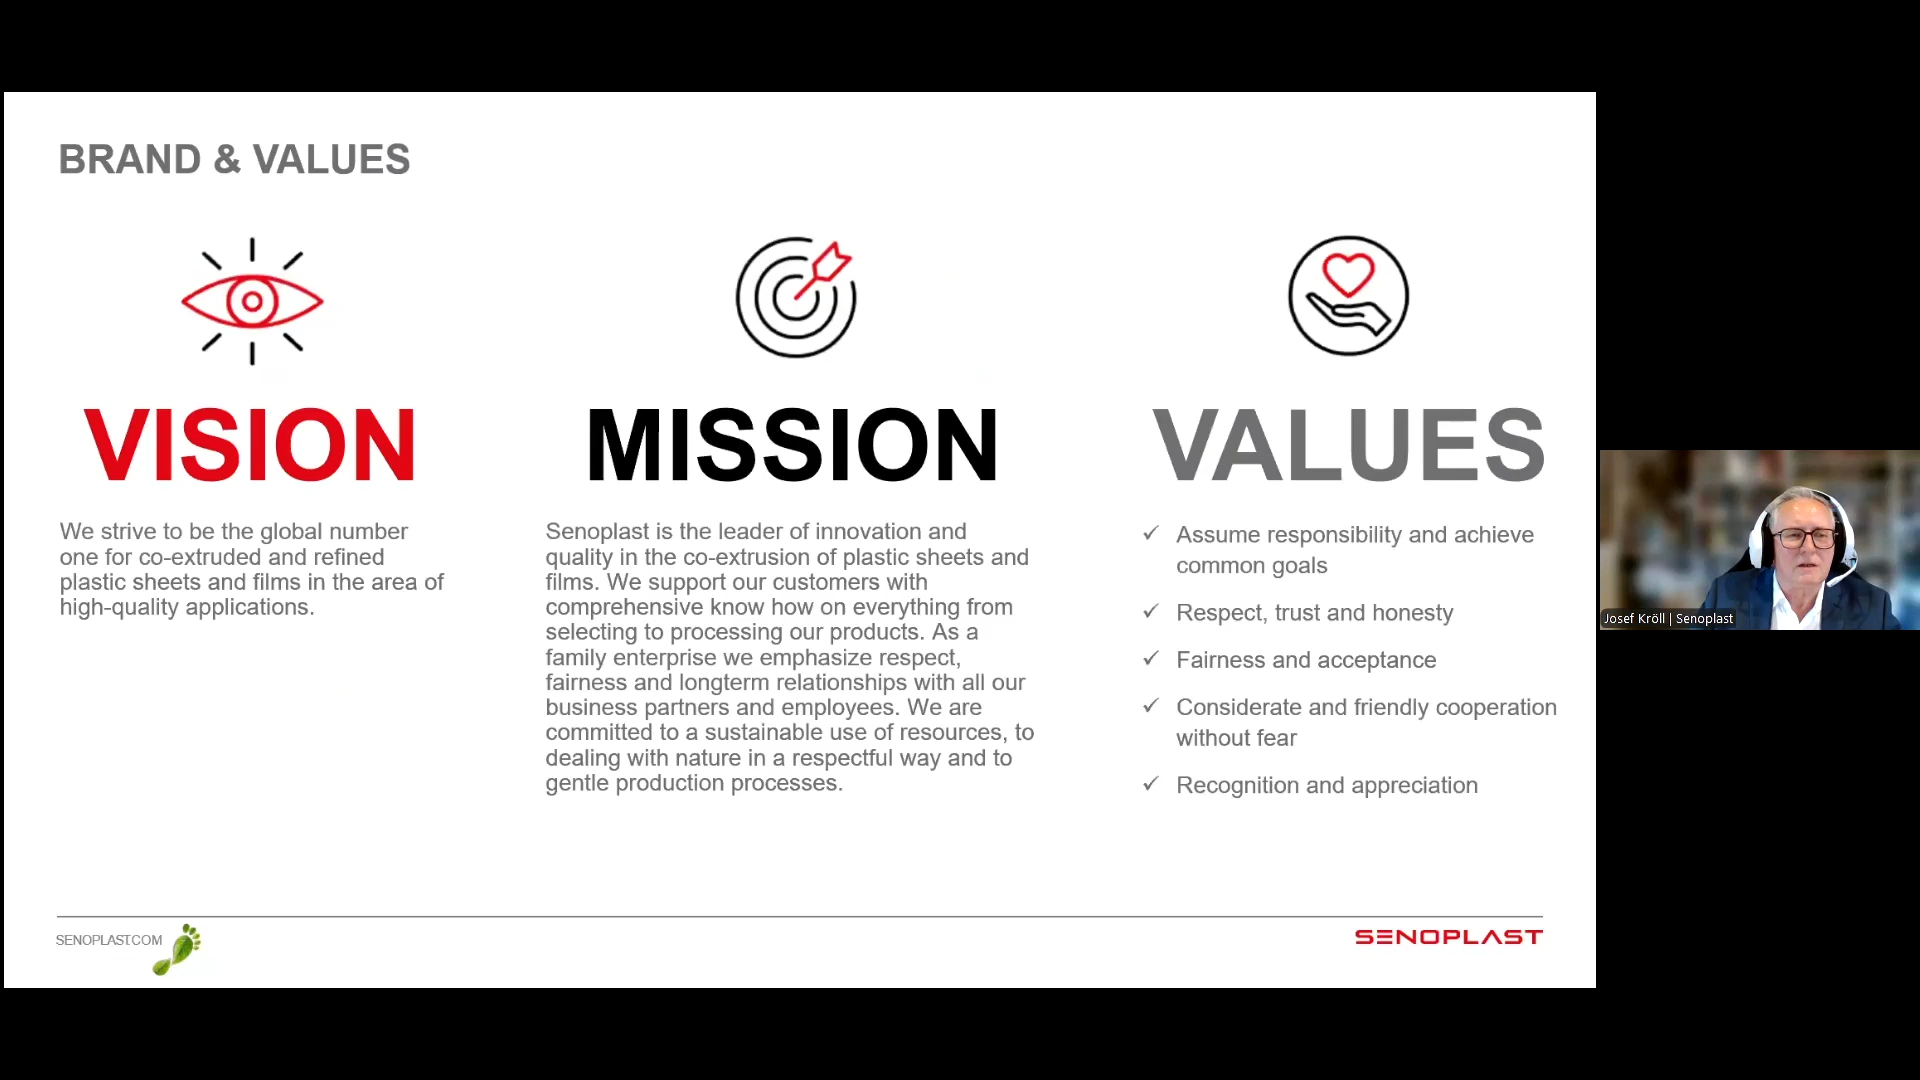 BRAND & VALUES
VISION
We strive to be the global number
one for co-extruded and refined
plastic sheets and films in the area of
high-quality applications.
MISSION
Senoplast is the leader of innovation and
quality in the co-extrusion of plastic sheets and
films. We support our customers with
comprehensive know how on everything from
selecting to processing our products. As a
family enterprise we emphasize respect,
fairness and longterm relationships with all our
business partners and employees. We are
committed to a sustainable use of resources, to
dealing with nature in a respectful way and to
gentle production processes.
VALUES
✓ Assume responsibility and achieve
common goals
✓ Respect, trust and honesty
✓ Fairness and acceptance
✓ Considerate and friendly cooperation
without fear
✓ Recognition and appreciation
SENOPLAST.COM
SENOPLAST
Josef Kröll | Senoplast